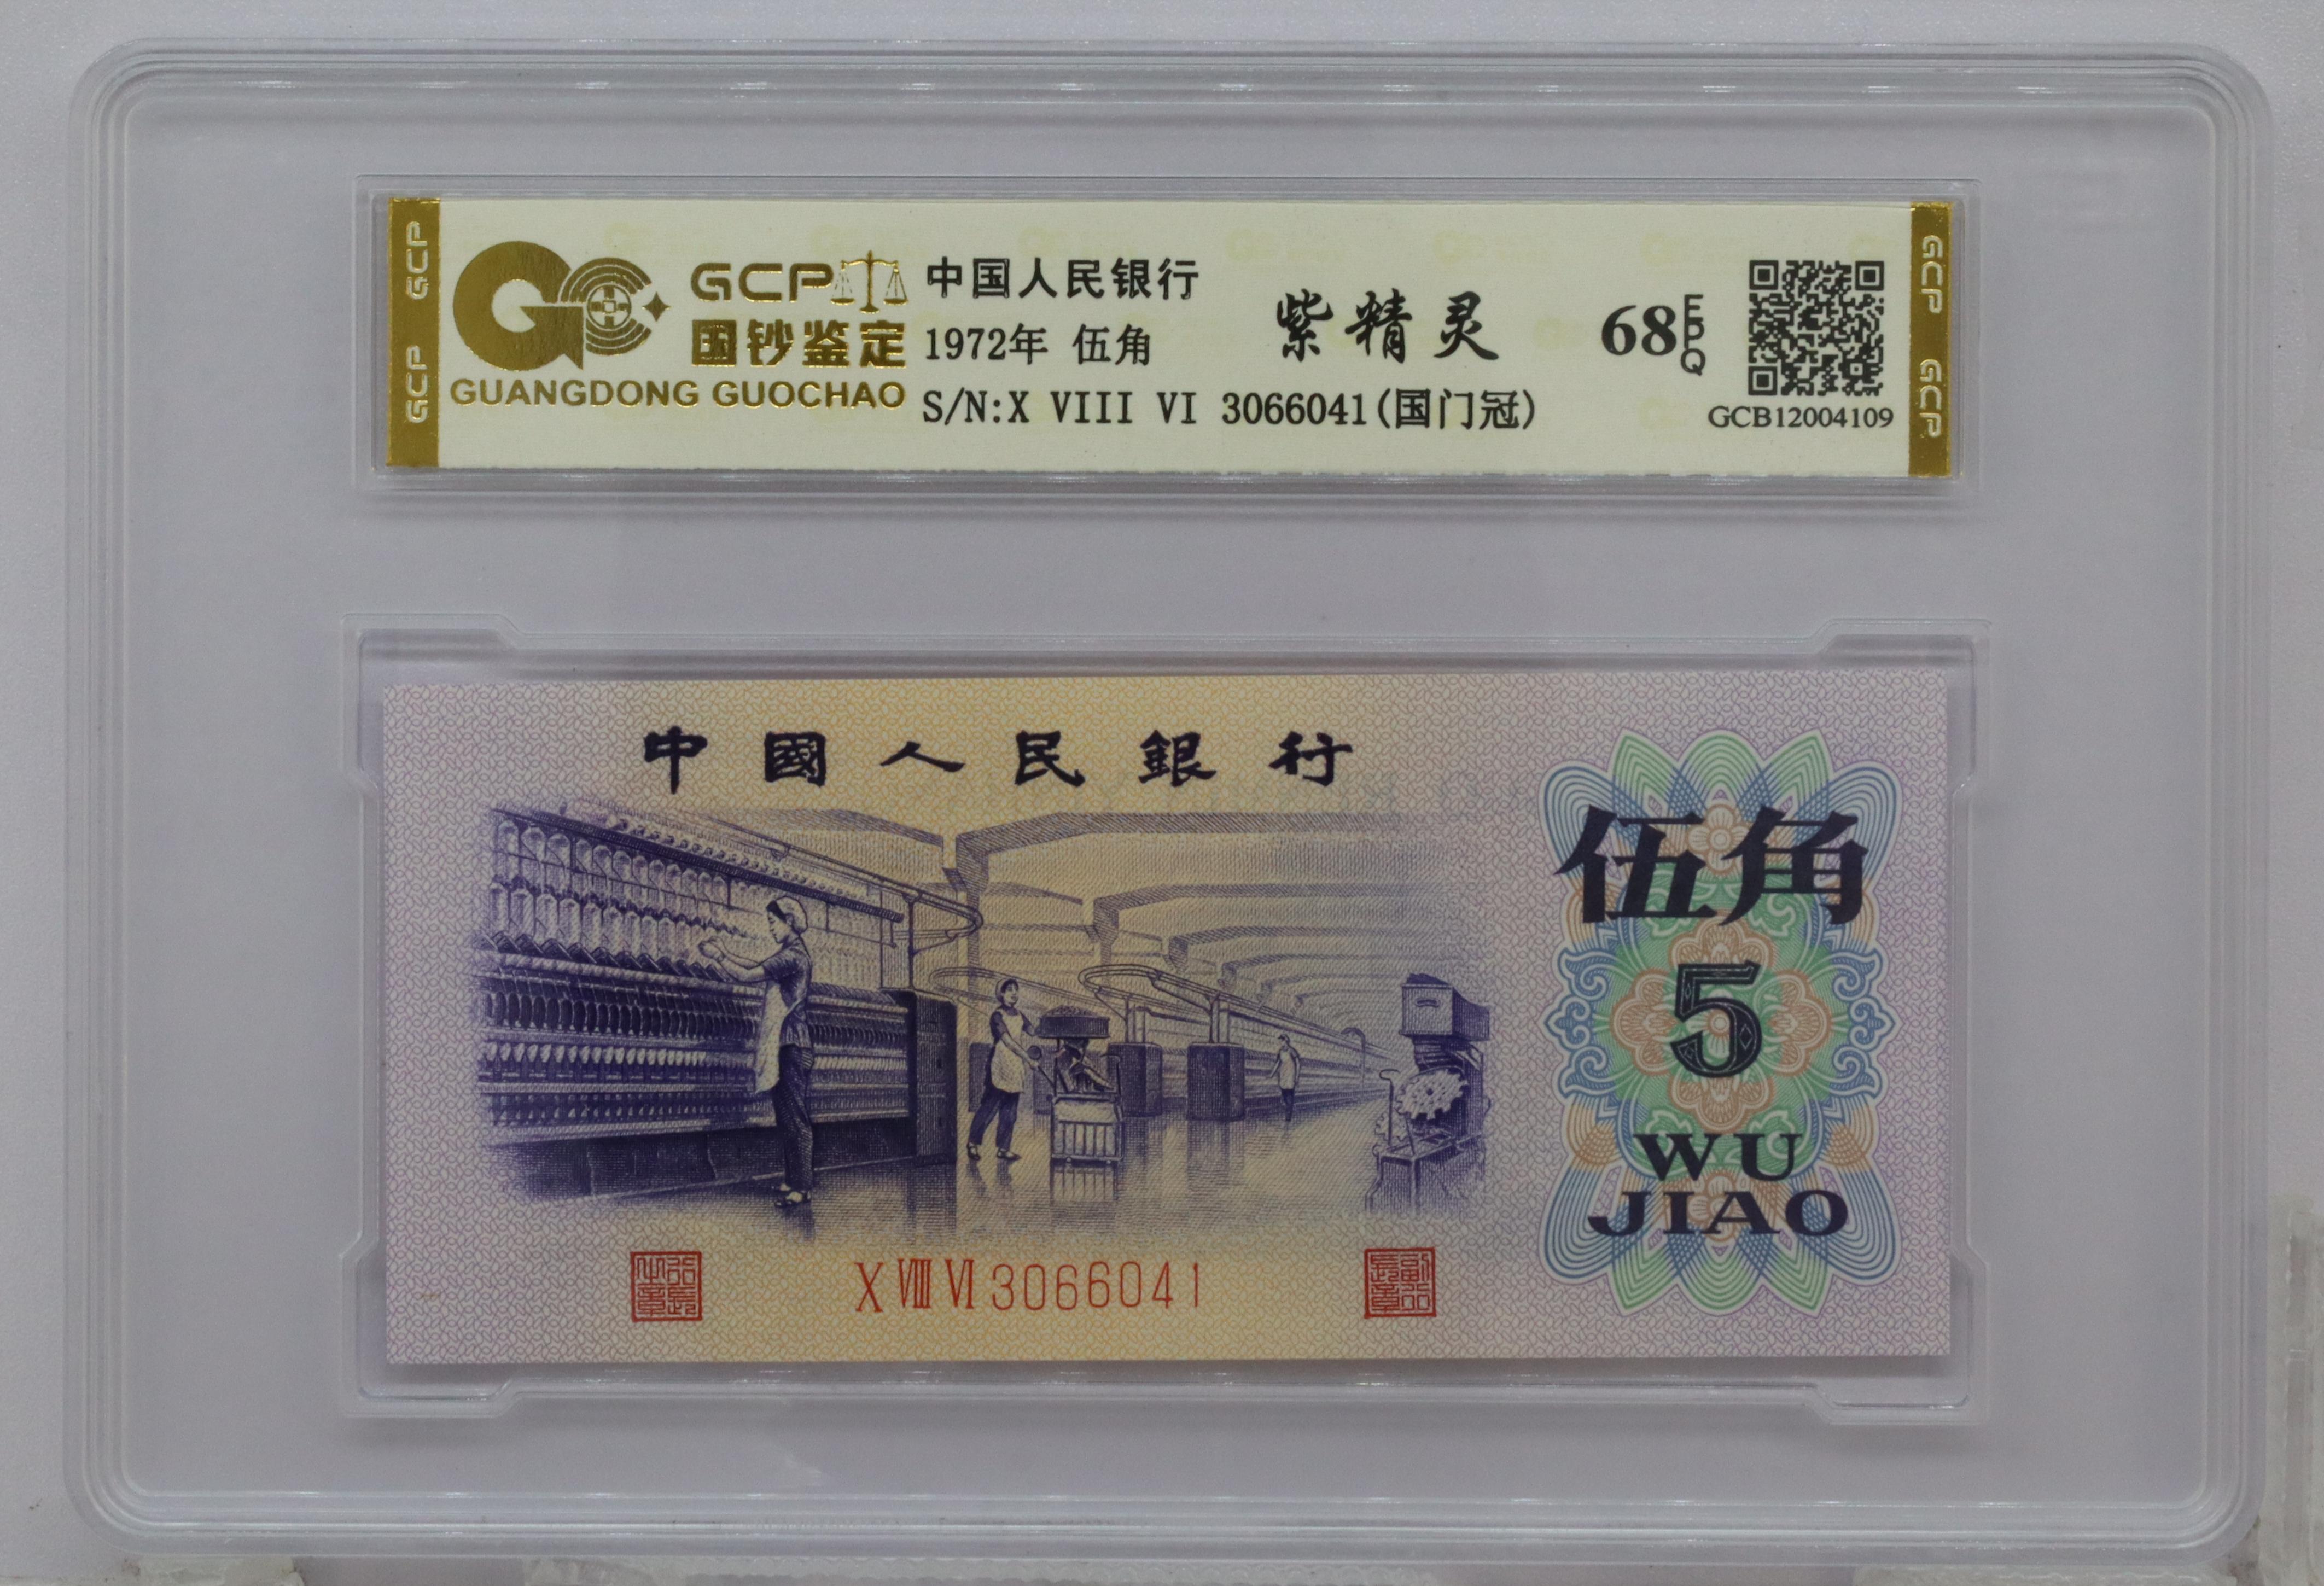 GCP
GCP
GCP
国钞鉴定
GUANGDONG GUOCHAO
中国人民银行
1972年 伍角
S/N:X VIII VI 3066041(国门冠)
紫精灵
68 EPQ
GCB12004109
GCP
GCP
中國人民銀行
伍角
5
WU
JIAO
X VIII VI 3066041